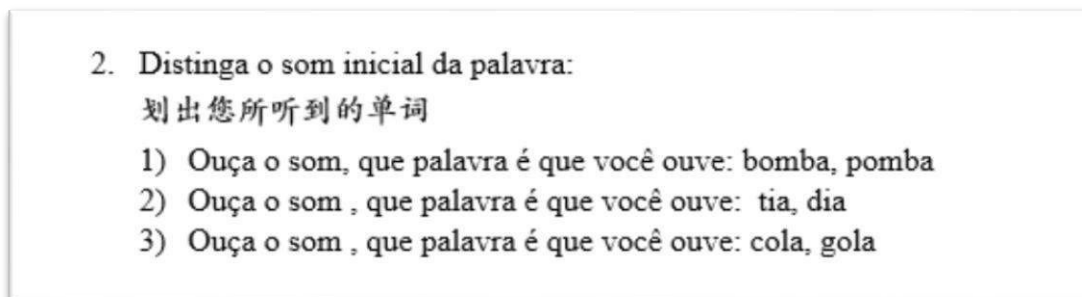 2. Distinga o som inicial da palavra:
划出您所听到的单词
1) Ouça o som, que palavra é que você ouve: bomba, pomba
2) Ouça o som , que palavra é que você ouve:  tia, dia
3) Ouça o som , que palavra é que você ouve: cola, gola